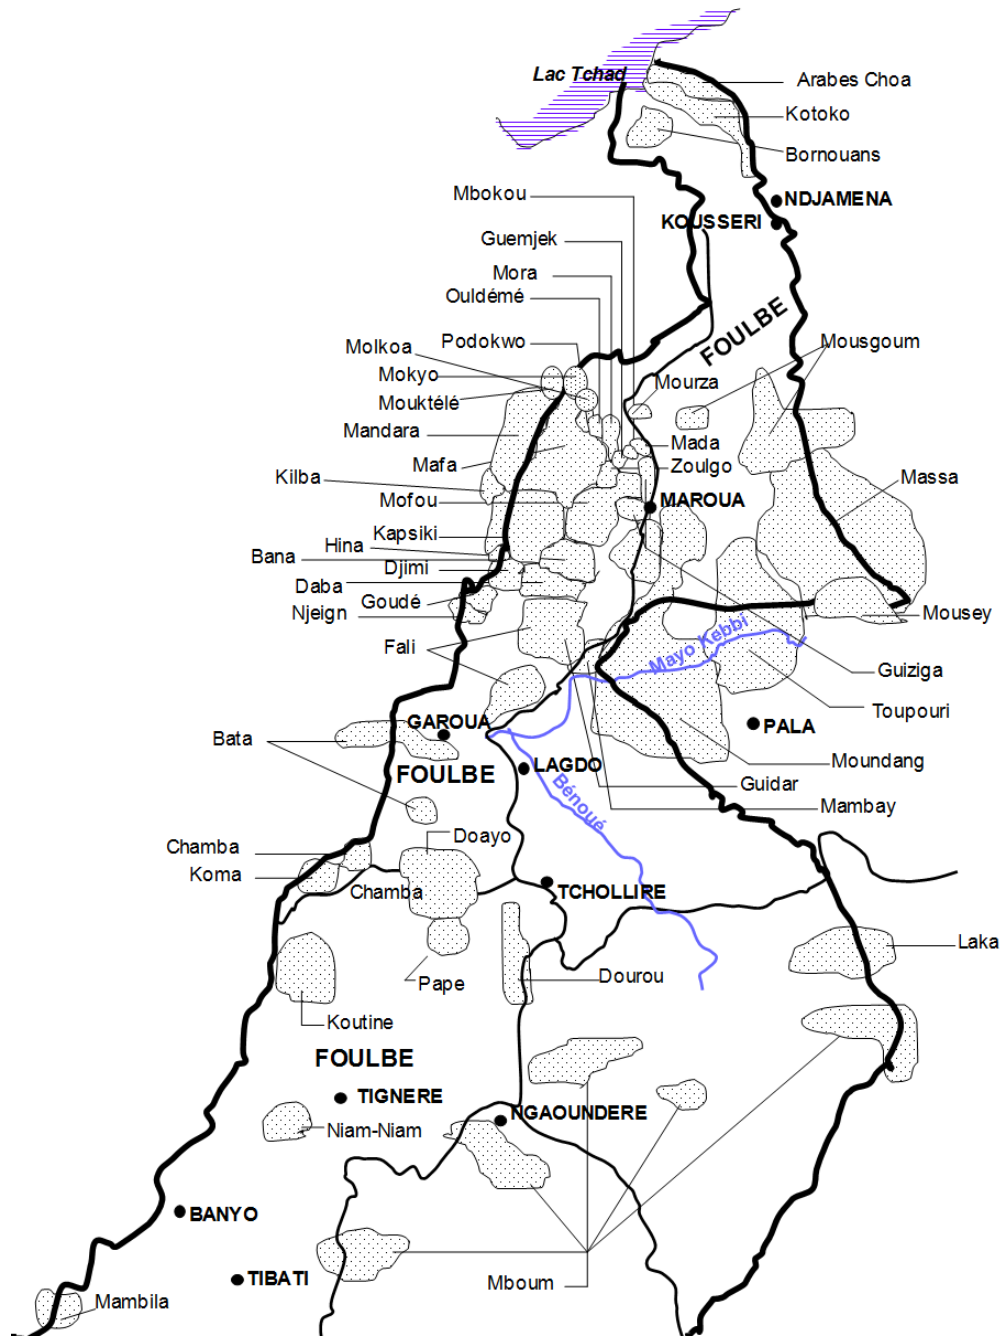 Lac Tchad
Arabes Choa
Kotoko
Bornouans
Mbokou
NDJAMENA
KOUSSERI
Guemjek
Mora
Ouldémé
FOULBE
Podokwo
Mousgoum
Molkoa
Mokyo
Mourza
Mouktélé
Mandara
Mada
Mafa
Zoulgo
Kilba
Massa
Mofou
MAROUA
Kapsiki
Hina
Bana
Djimi
Daba
Goudé
Njeign
Mousey
Fali
Mayo Kebbi
Guiziga
Toupouri
GAROUA
PALA
Bata
Moundang
LAGDO
FOULBE
Guidar
Bénoué
Mambay
Doayo
Chamba
Koma
Chamba
TCHOLLIRE
Laka
Pape
Dourou
Koutine
FOULBE
TIGNERE
NGAOUNDERE
Niam-Niam
BANYO
TIBATI
Mboum
Mambila